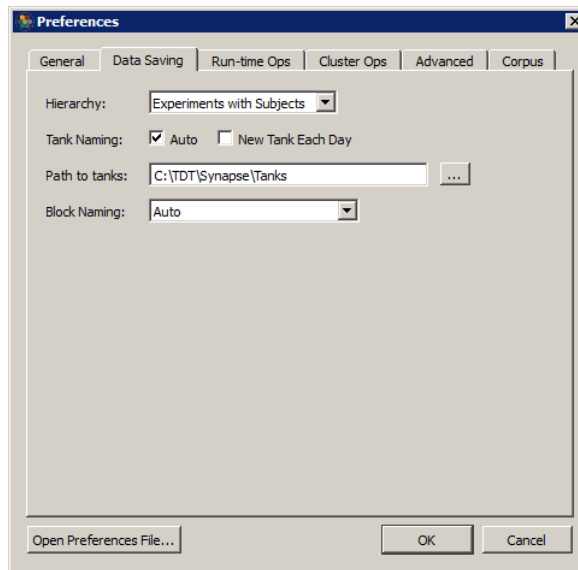 Preferences
General Data Saving Run-time Ops Cluster Ops Advanced Corpus
Hierarchy: Experiments with Subjects
Tank Naming: Auto New Tank Each Day
Path to tanks: C:\TDT\Synapse\Tanks ...
Block Naming: Auto
Open Preferences File... OK Cancel